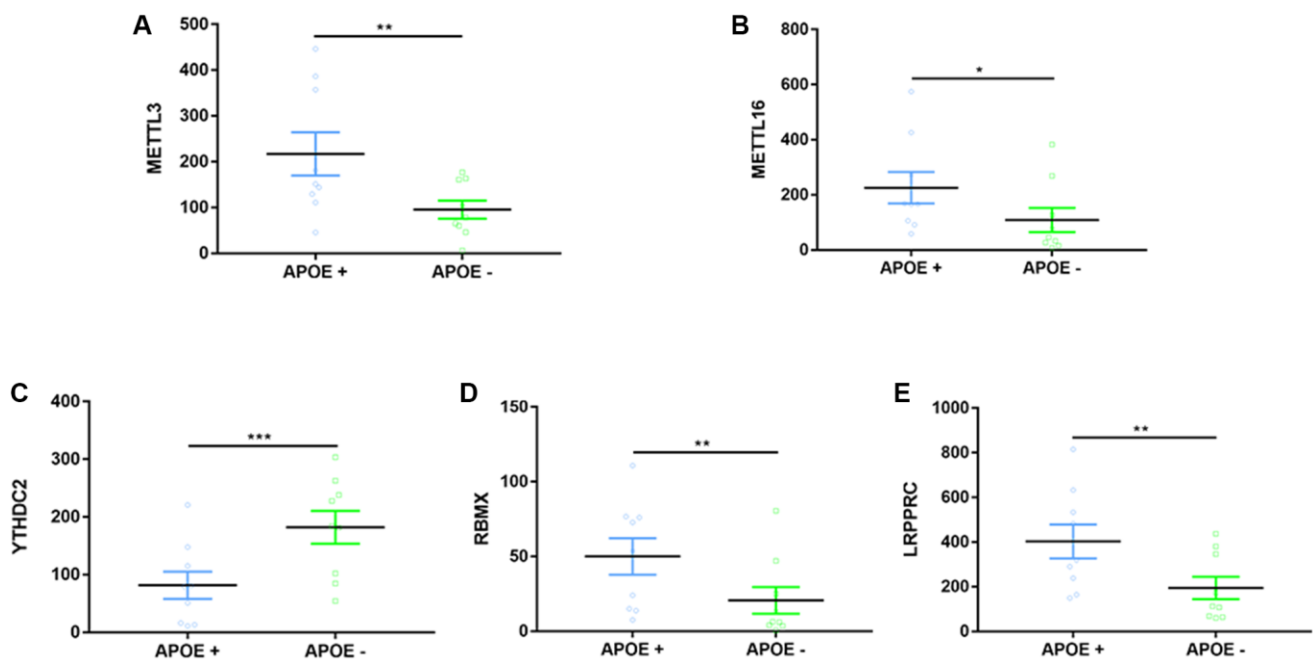 A
METTL3
500
400
300
200
100
0
**
APOE +
APOE -
B
METTL16
800
600
400
200
0
*
APOE +
APOE -
C
YTHDC2
400
300
200
100
0
***
APOE +
APOE -
D
RBMX
150
100
50
0
**
APOE +
APOE -
E
LRPPRC
1000
800
600
400
200
0
**
APOE +
APOE -